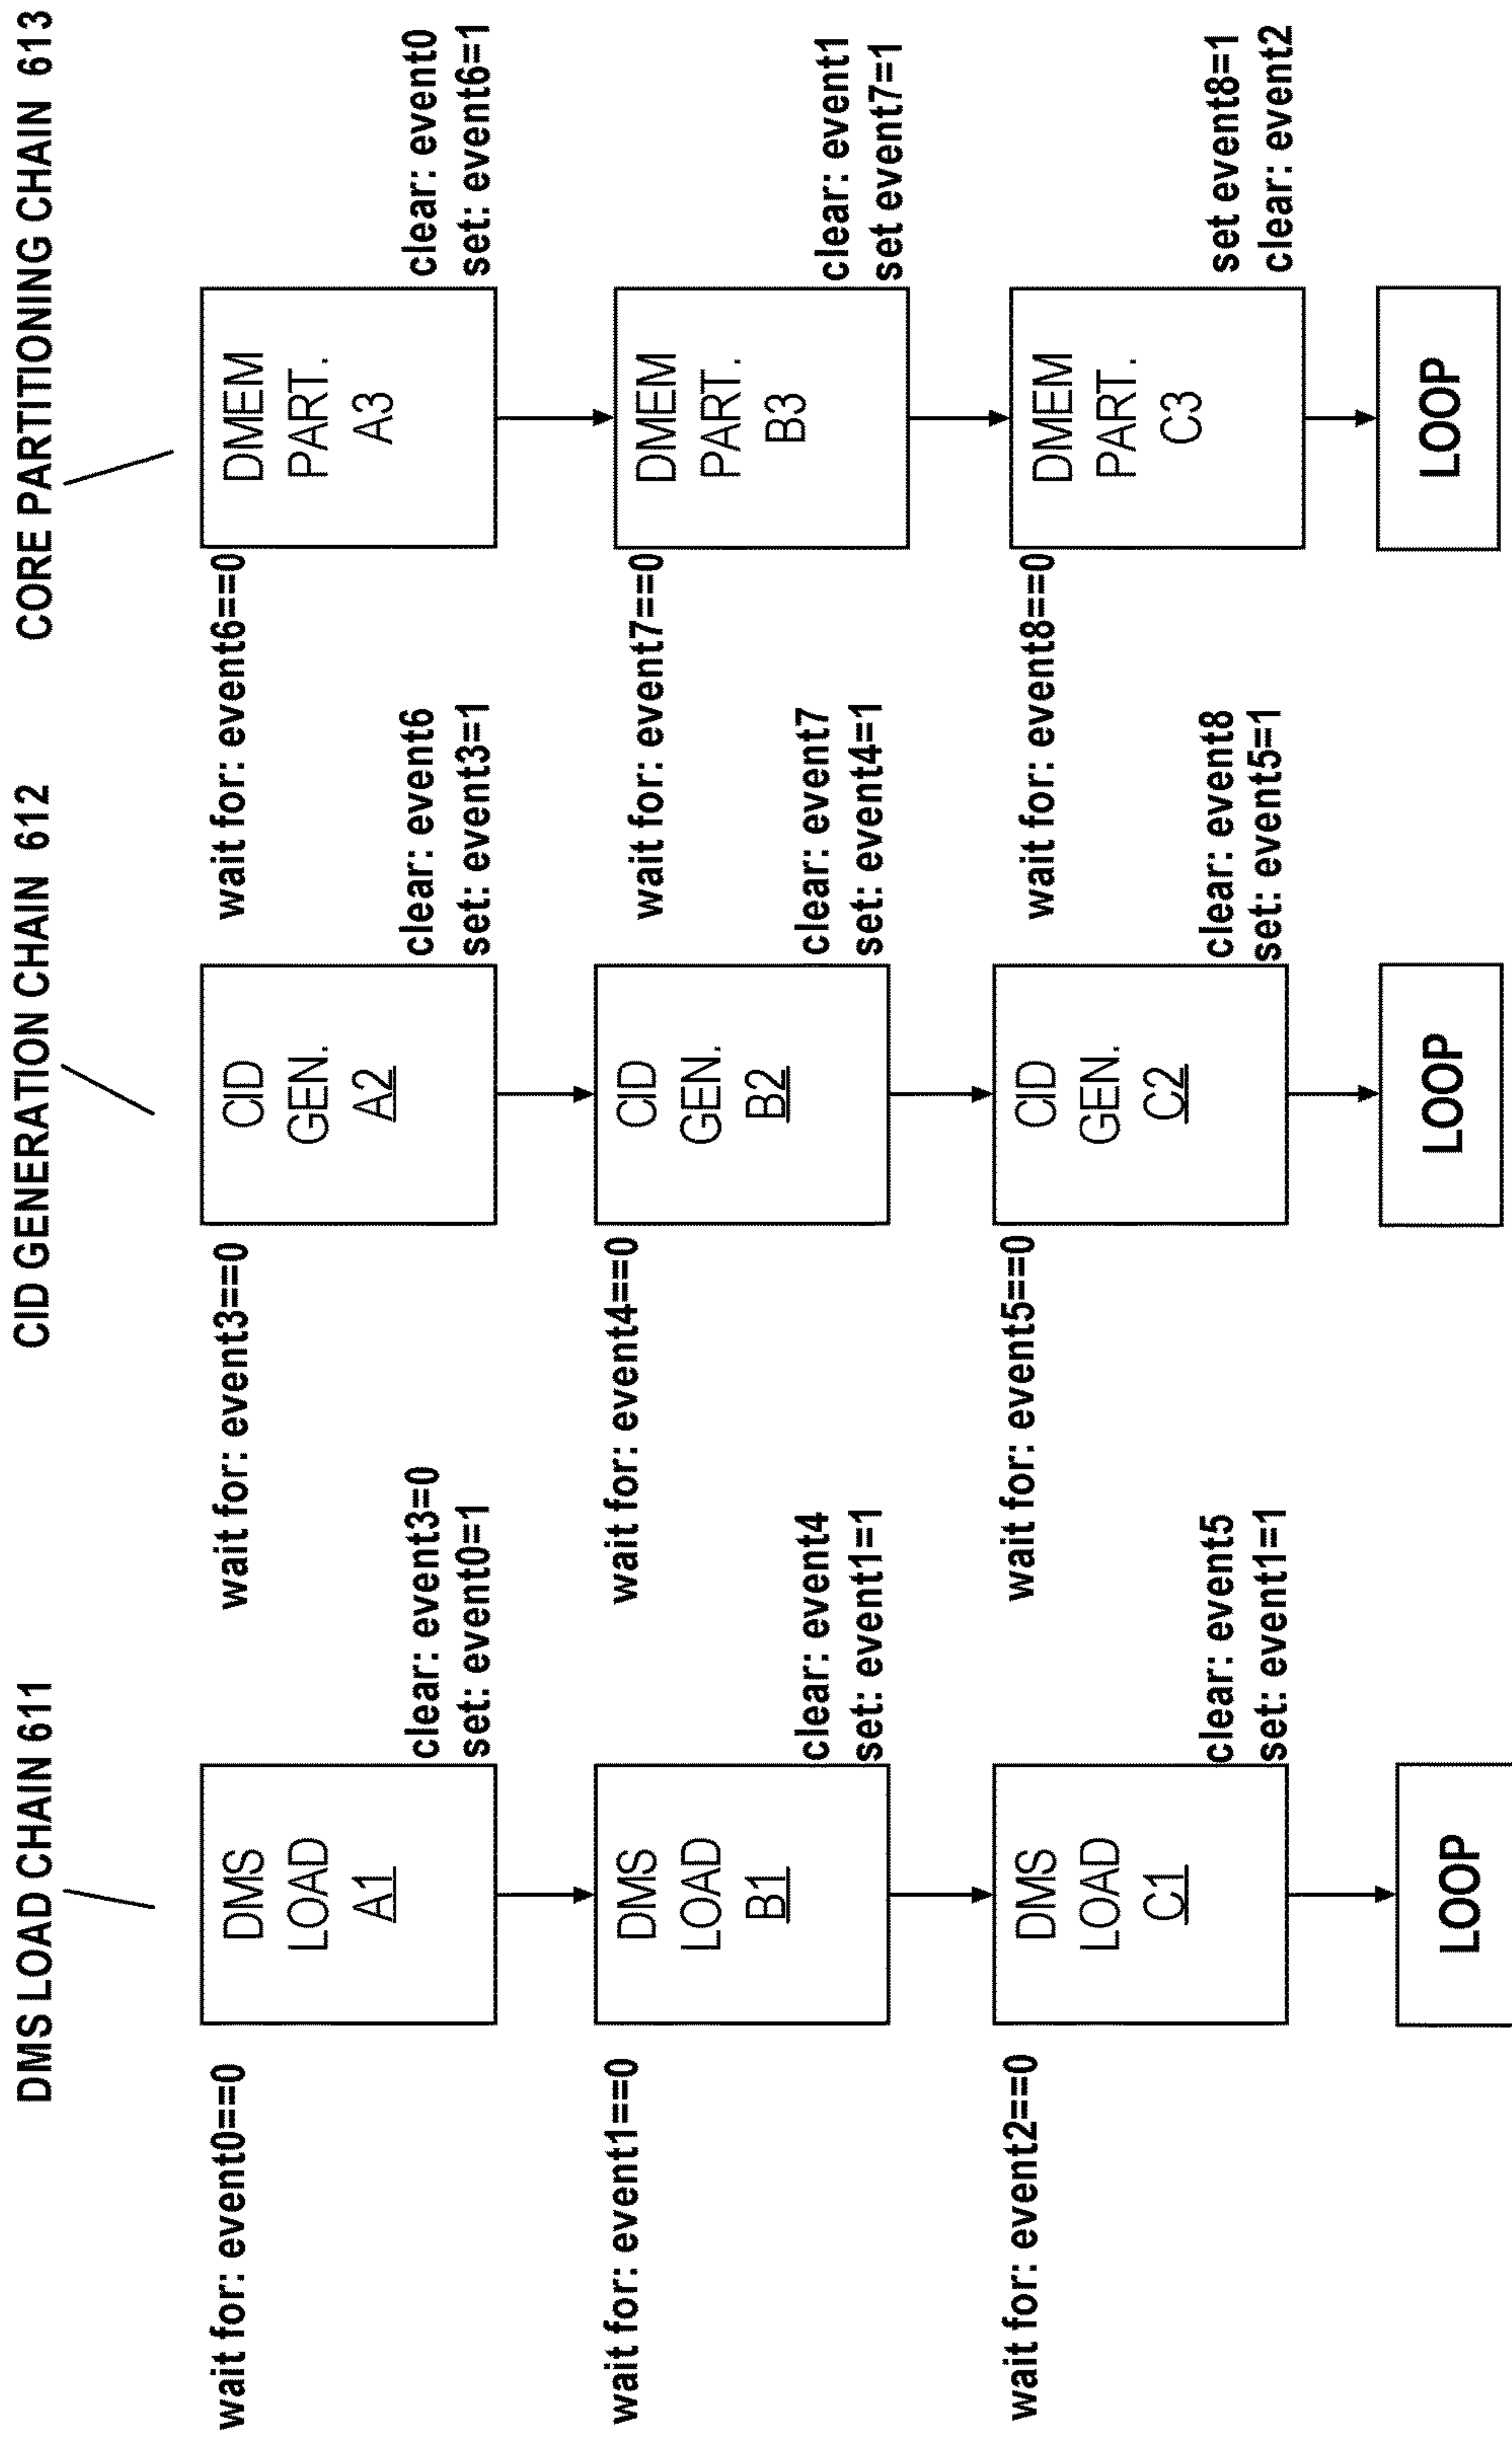 DMS LOAD CHAIN 611
wait for: event0==0
DMS
LOAD
A1
clear: event3=0
set: event0=1
wait for: event1==0
DMS
LOAD
B1
clear: event4
set: event1=1
wait for: event2==0
DMS
LOAD
C1
clear: event5
set: event1=1
LOOP
CID GENERATION CHAIN 612
wait for: event3==0
CID
GEN.
A2
clear: event6
set: event3=1
wait for: event4==0
CID
GEN.
B2
clear: event7
set: event4=1
wait for: event5==0
CID
GEN.
C2
clear: event8
set: event5=1
LOOP
CORE PARTITIONING CHAIN 613
wait for: event6==0
DMEM
PART.
A3
clear: event0
set: event6=1
wait for: event7==0
DMEM
PART.
B3
clear: event1
set event7=1
wait for: event8==0
DMEM
PART.
C3
set event8=1
clear: event2
LOOP